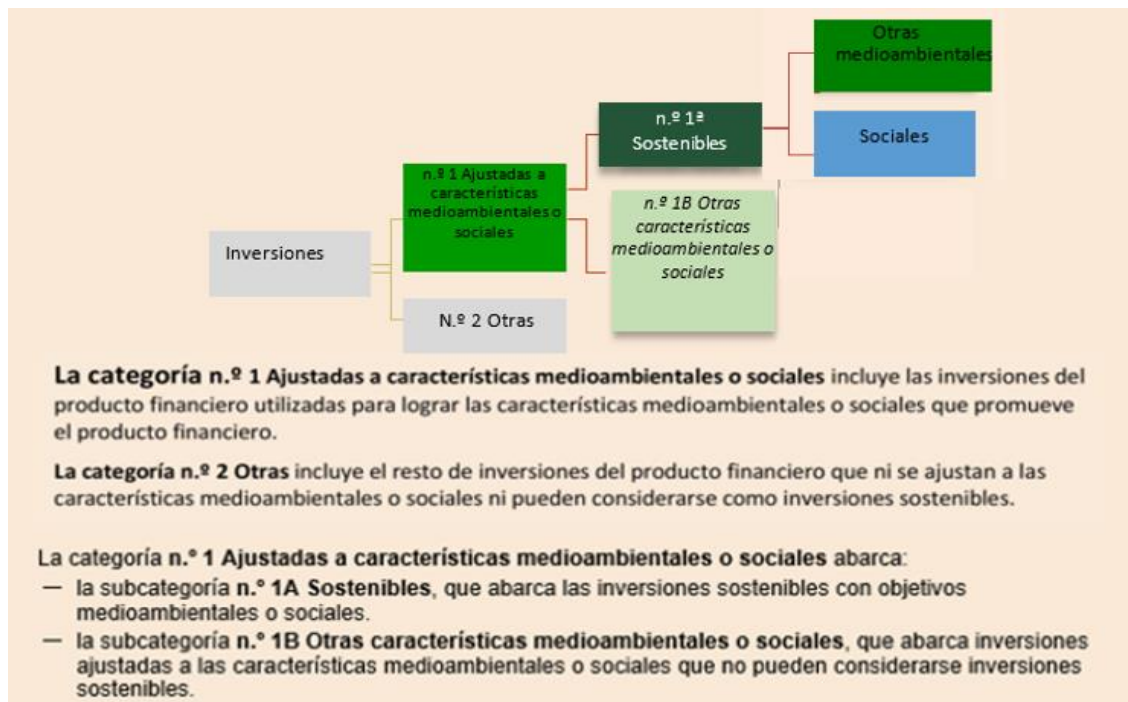 Otras
medioambientales
n.º 1ª
Sostenibles
Sociales
n.º 1 Ajustadas a
características
medioambientales o
sociales
n.º 1B Otras
características
medioambientales o
sociales
Inversiones
N.º 2 Otras
La categoría n.º 1 Ajustadas a características medioambientales o sociales incluye las inversiones del
producto financiero utilizadas para lograr las características medioambientales o sociales que promueve
el producto financiero.
La categoría n.º 2 Otras incluye el resto de inversiones del producto financiero que ni se ajustan a las
características medioambientales o sociales ni pueden considerarse como inversiones sostenibles.
La categoría n.º 1 Ajustadas a características medioambientales o sociales abarca:
— la subcategoría n.º 1A Sostenibles, que abarca las inversiones sostenibles con objetivos
medioambientales o sociales.
— la subcategoría n.º 1B Otras características medioambientales o sociales, que abarca inversiones
ajustadas a las características medioambientales o sociales que no pueden considerarse inversiones
sostenibles.